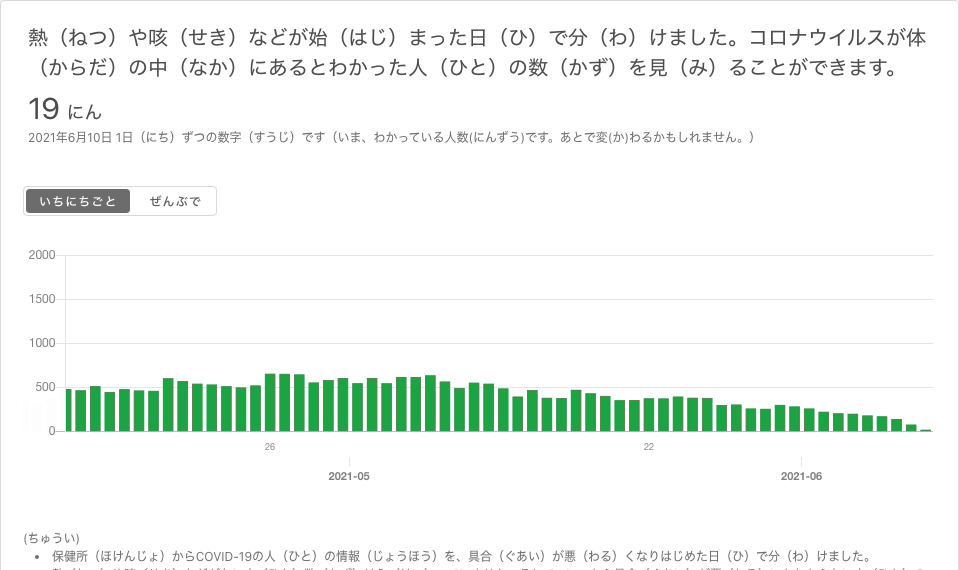 熱（ねつ）や咳（せき）などが始（はじ）まった日（ひ）で分（わ）けました。コロナウイルスが体
（からだ）の中（なか）にあるとわかった人（ひと）の数（かず）を見（み）ることができます。
19 にん
2021年6月10日 1日（にち）ずつの数字（すうじ）です（いま、わかっている人数(にんずう)です。あとで変(か)わるかもしれません。）
いちにちごと ぜんぶで
2000
1500
1000
500
0
26 22
2021-05 2021-06
(ちゅうい)
• 保健所（ほけんじょ）からCOVID-19の人（ひと）の情報（じょうほう）を、具合（ぐあい）が悪（わる）くなりはじめた日（ひ）で分（わ）けました。